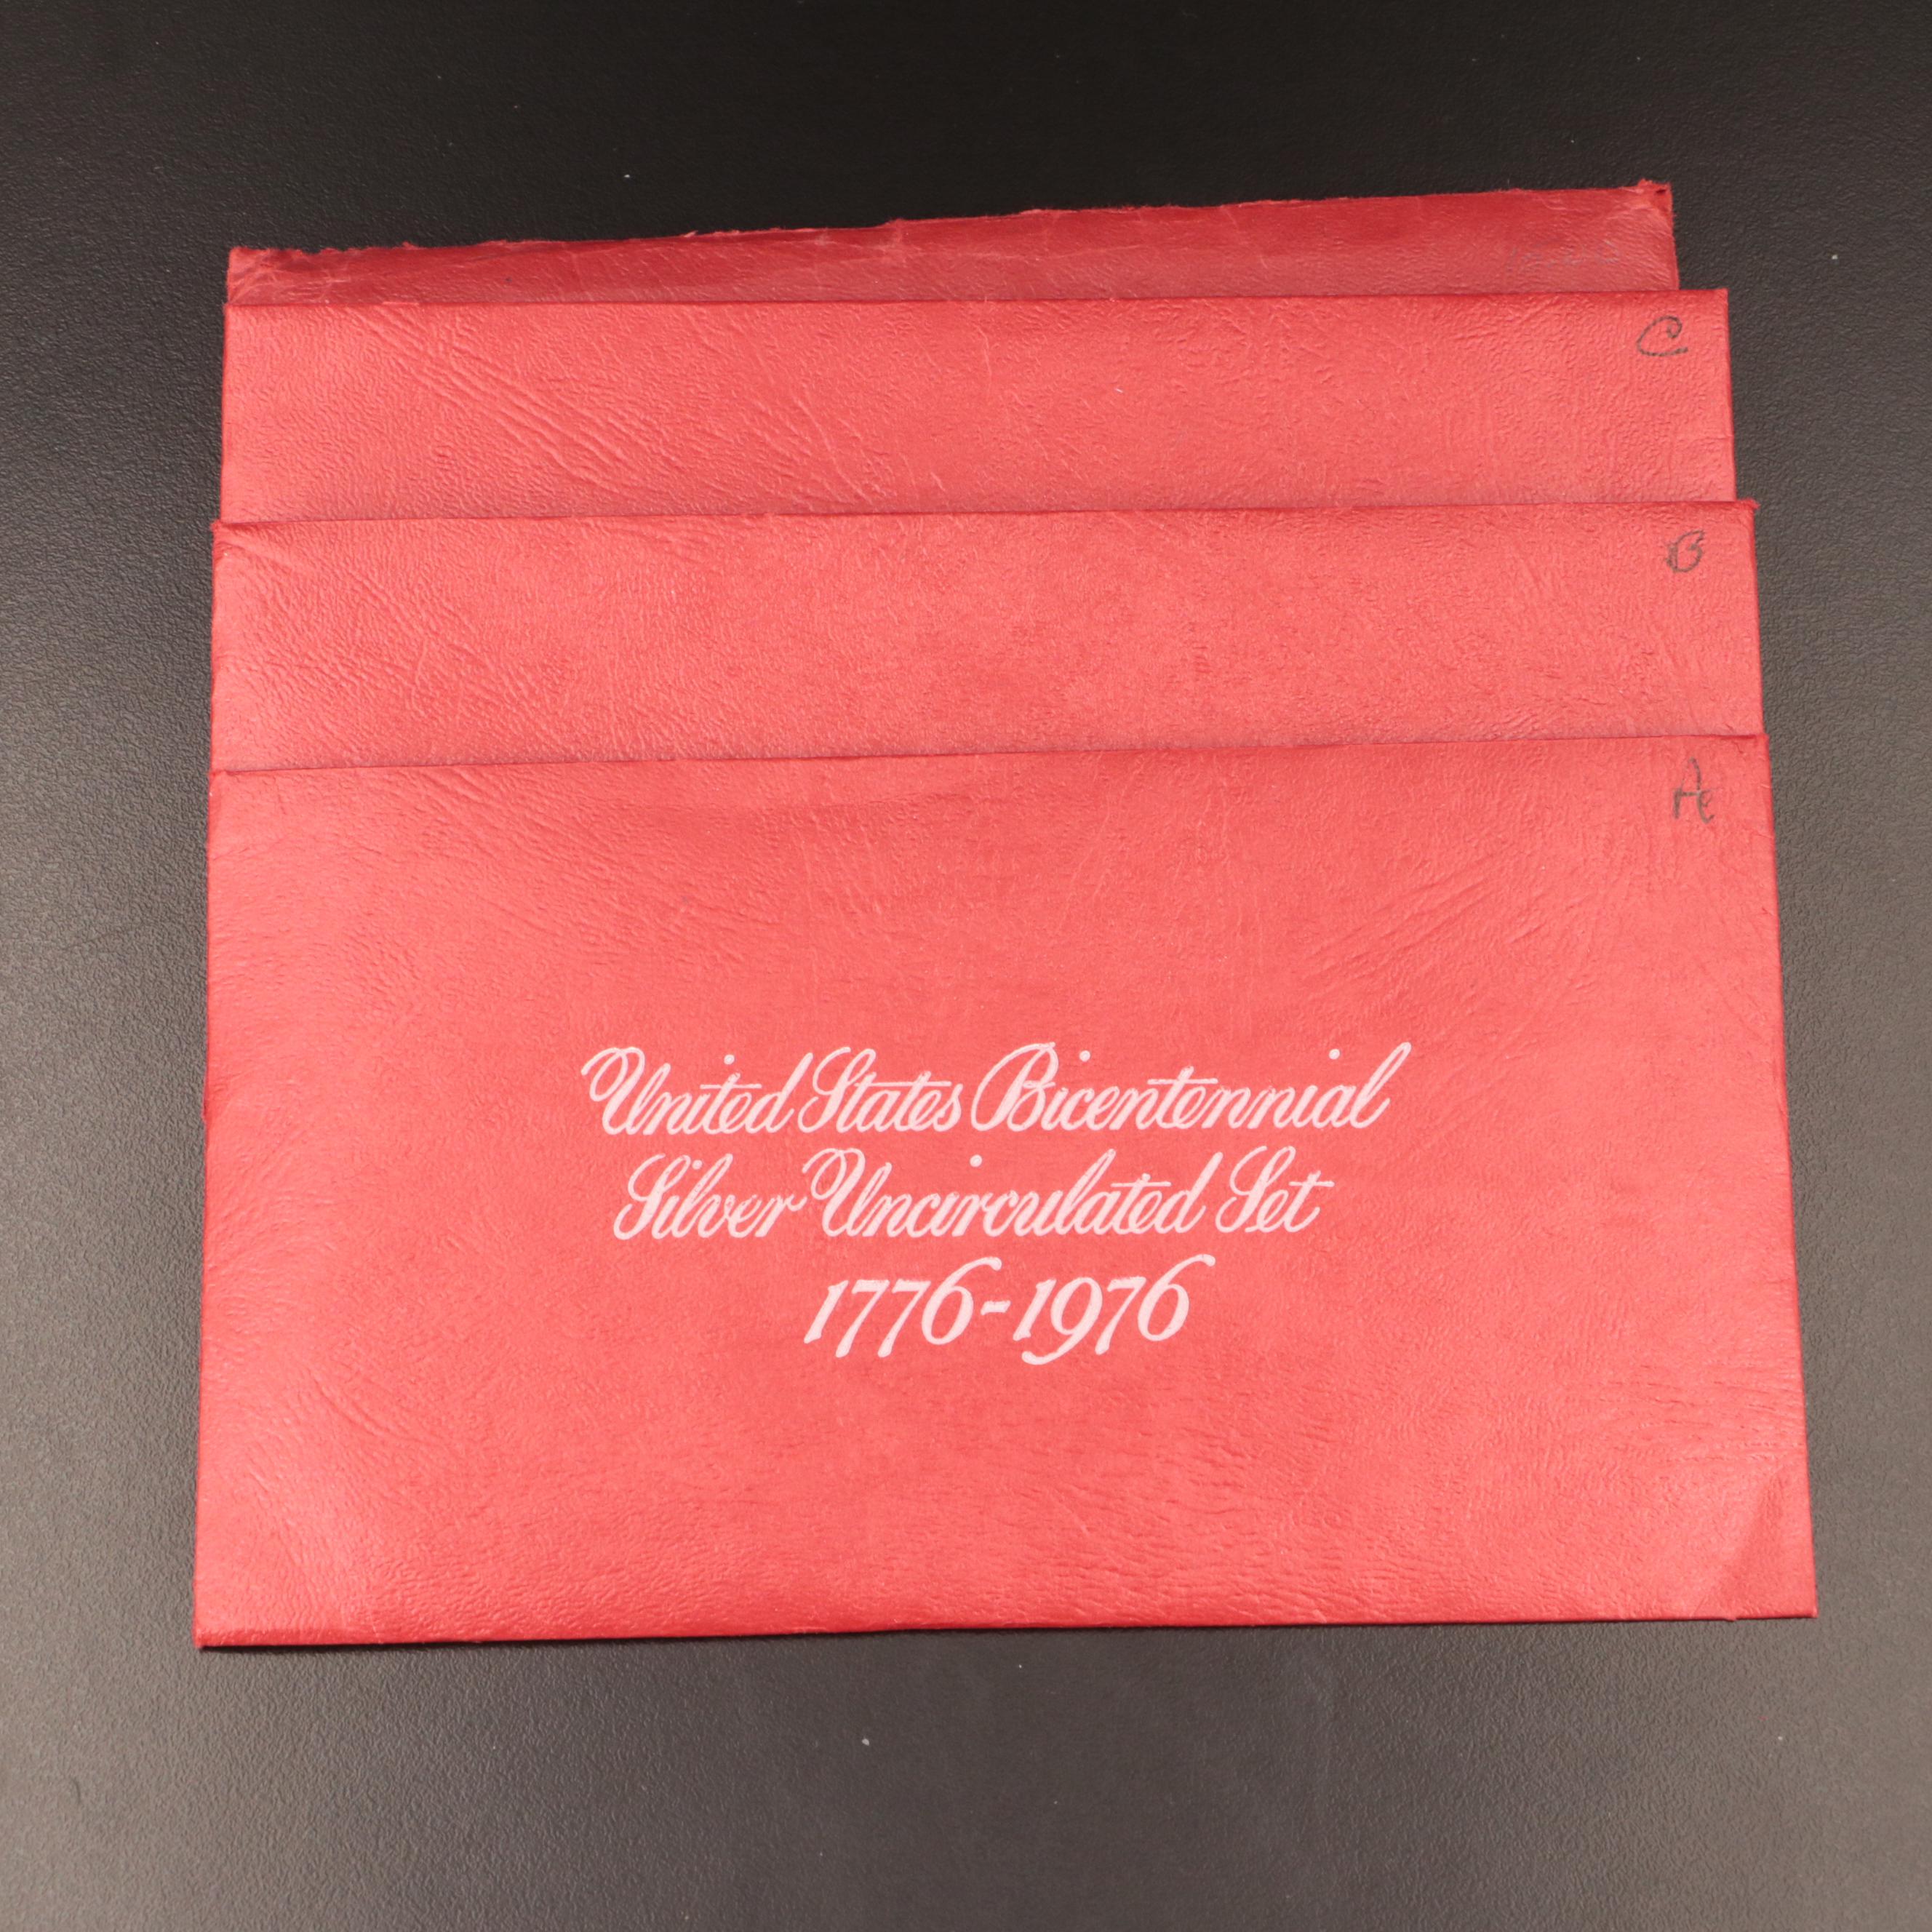 C
B
A
United States Bicentennial
Silver Uncirculated Set
1776-1976